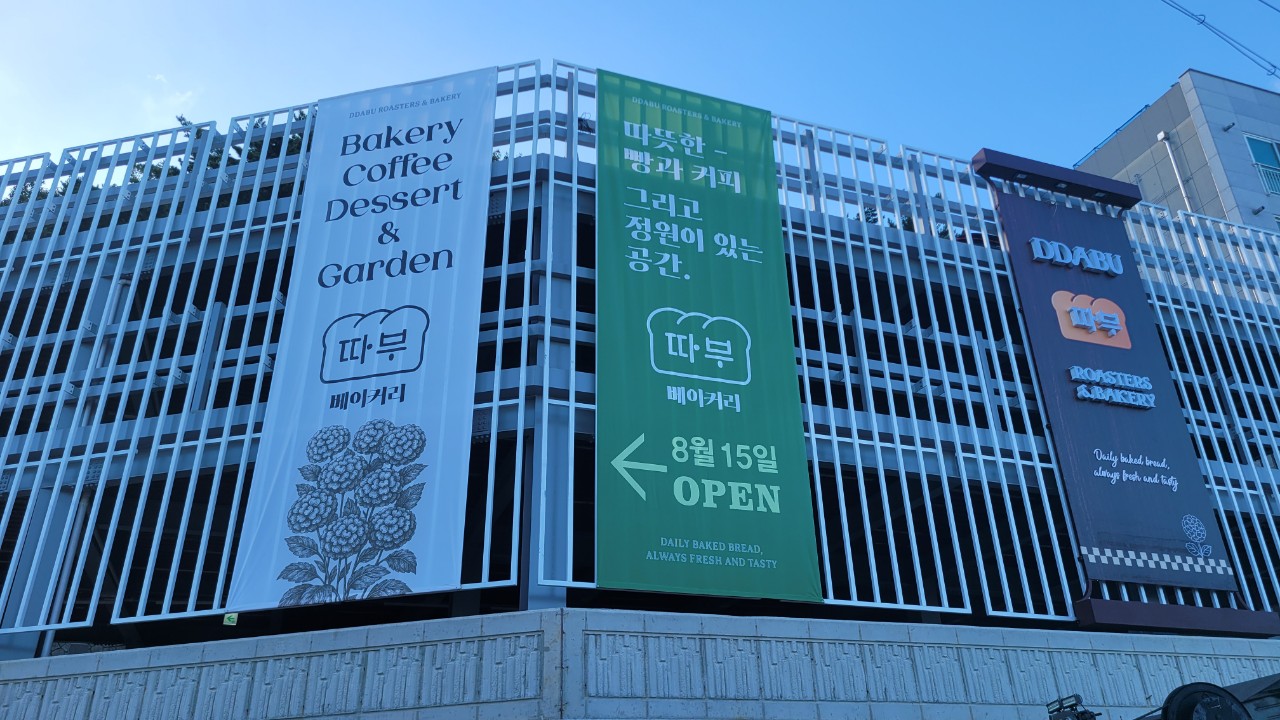 DDABU ROASTERS & BAKERY
Bakery
Coffee
Dessert
&
Garden
따부
베이커리
DDABU ROASTERS & BAKERY
따뜻한 -
빵과 커피
그리고
정원이 있는
공간.
따부
베이커리
8월 15일
OPEN
DAILY BAKED BREAD,
ALWAYS FRESH AND TASTY
DDABU
따부
ROASTERS
& BAKERY
Daily baked bread,
always fresh and tasty